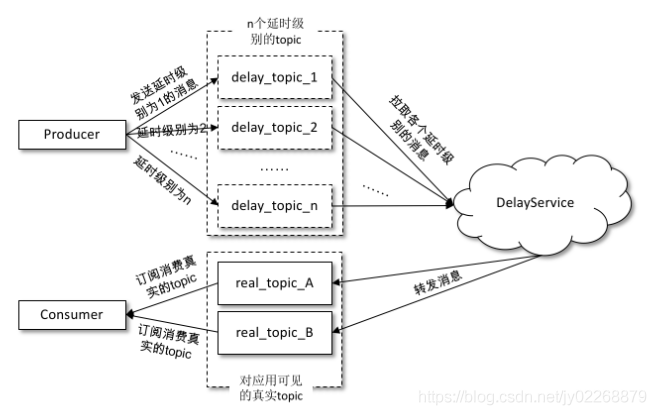 n个延时级
别的topic
发送延时级
别为1的消息
delay_topic_1
拉取各个延时级
别的消息
Producer
延时级别为2
delay_topic_2
......
......
......
延时级别为n
delay_topic_n
DelayService
订阅消费真
实的topic
real_topic_A
转发消息
Consumer
real_topic_B
订阅消费真
实的topic
对应用可见
的真实topic
https://blog.csdn.net/jy02268879